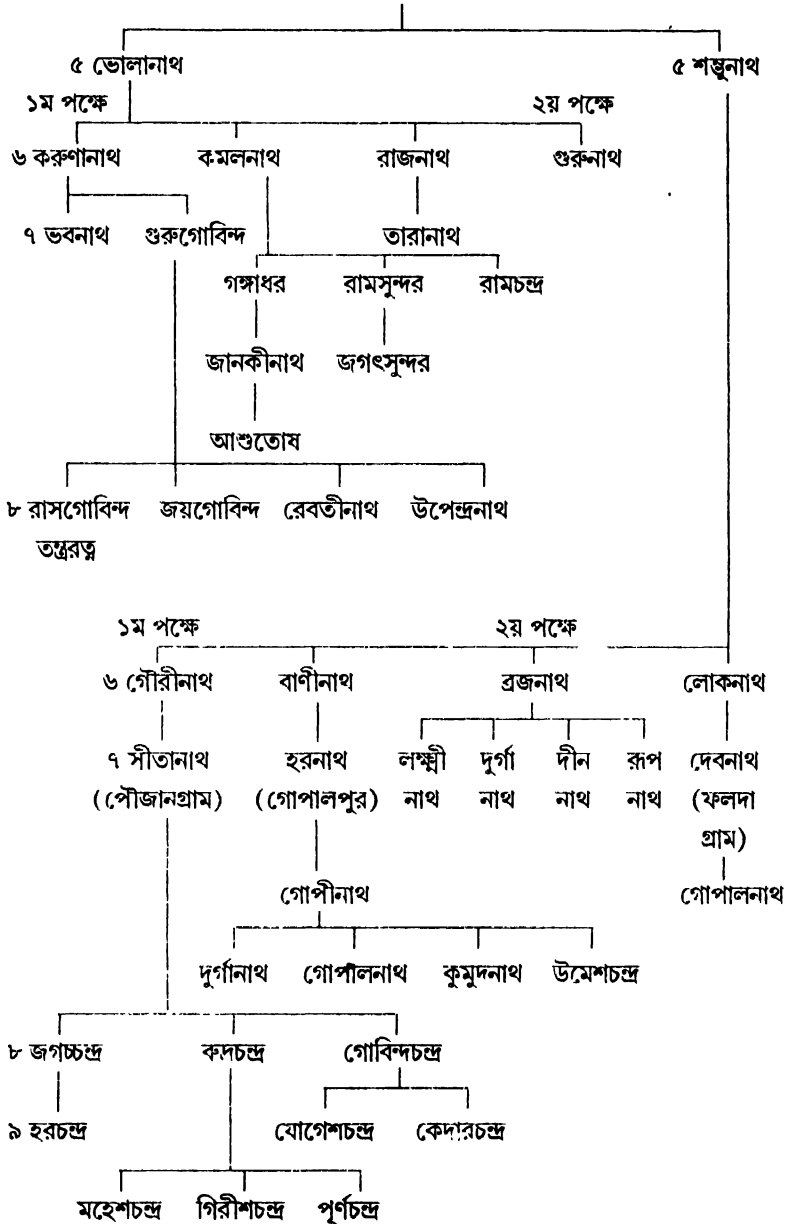 ৫ ভোলানাথ ৫ শম্ভুনাথ
১ম পক্ষে ২য় পক্ষে
৬ করুণানাথ কমলনাথ রাজনাথ গুরুনাথ
৭ ভবনাথ গুরুগোবিন্দ তারানাথ
গঙ্গাধর রামসুন্দর রামচন্দ্র
জানকীনাথ জগৎসুন্দর
আশুতোষ
৮ রাসগোবিন্দ জয়গোবিন্দ রেবতীনাথ উপেন্দ্রনাথ
তন্ত্ররত্ন
১ম পক্ষে ২য় পক্ষে
৬ গৌরীনাথ বাণীনাথ ব্রজনাথ লোকনাথ
৭ সীতানাথ হরনাথ লক্ষ্মী দুর্গা দীন রূপ দেবনাথ
(পৌজানগ্রাম) (গোপালপুর) নাথ নাথ নাথ নাথ (ফলদা
গ্রাম)
গোপীনাথ গোপালনাথ
দুর্গানাথ গোপালনাথ কুমুদনাথ উমেশচন্দ্র
৮ জগচ্চন্দ্র রুদ্রচন্দ্র গোবিন্দচন্দ্র
৯ হরচন্দ্র যোগেশচন্দ্র কেদারচন্দ্র
মহেশচন্দ্র গিরীশচন্দ্র পূর্ণচন্দ্র